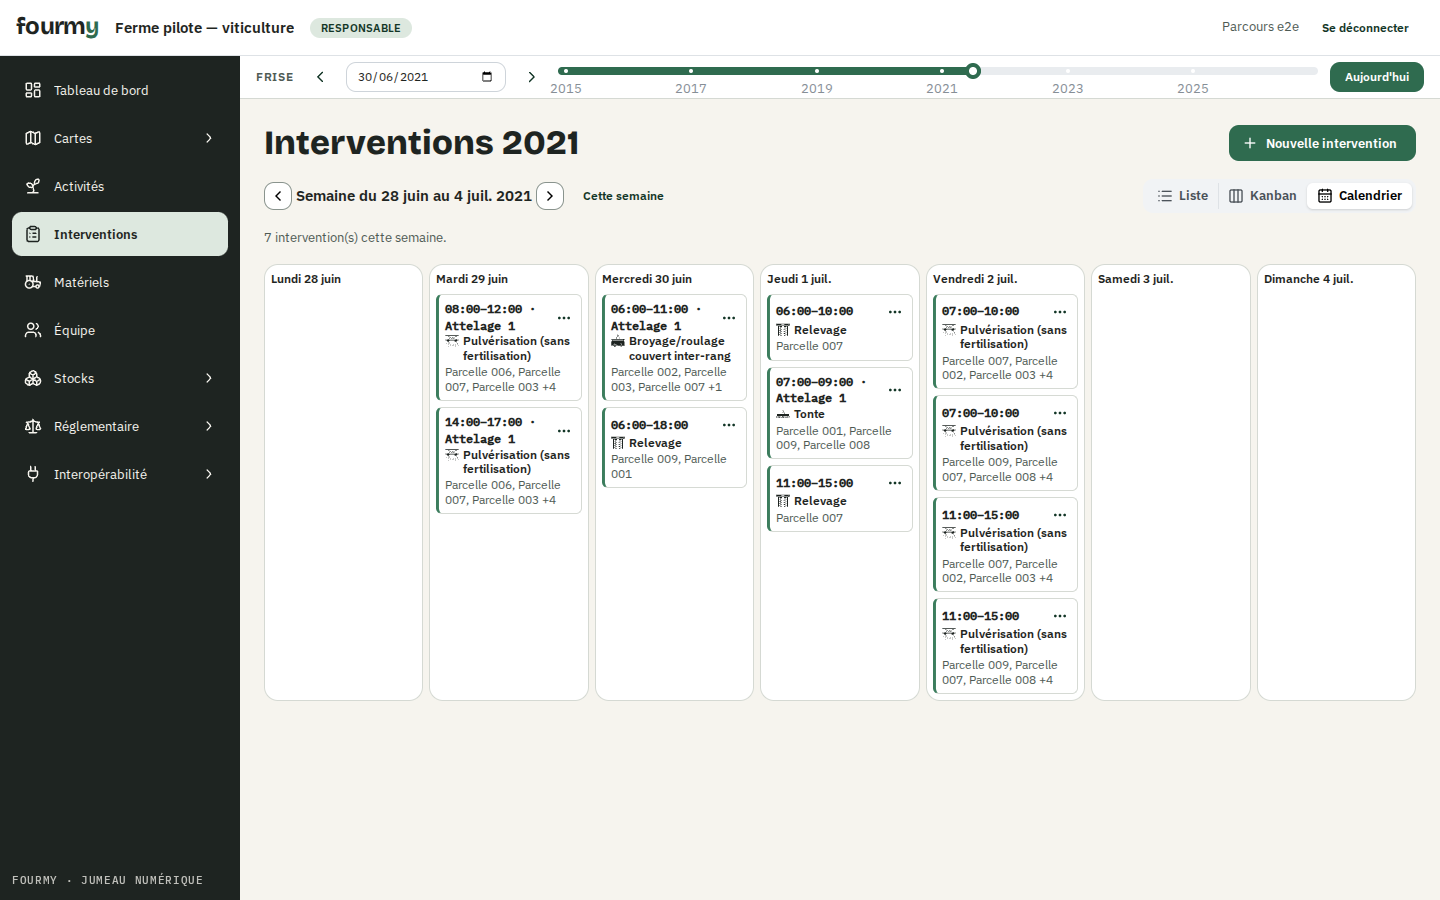 fourmy
Ferme pilote — viticulture
RESPONSABLE
Parcours e2e
Se déconnecter
Tableau de bord
Cartes
Activités
Interventions
Matériels
Équipe
Stocks
Réglementaire
Interopérabilité
FOURMY · JUMEAU NUMÉRIQUE
FRISE
30/06/2021
2015
2017
2019
2021
2023
2025
Aujourd'hui
Interventions 2021
Nouvelle intervention
Semaine du 28 juin au 4 juil. 2021
Cette semaine
Liste
Kanban
Calendrier
7 intervention(s) cette semaine.
Lundi 28 juin
Mardi 29 juin
08:00–12:00 ·
Attelage 1
Pulvérisation (sans
fertilisation)
Parcelle 006, Parcelle
007, Parcelle 003 +4
14:00–17:00 ·
Attelage 1
Pulvérisation (sans
fertilisation)
Parcelle 006, Parcelle
007, Parcelle 003 +4
Mercredi 30 juin
06:00–11:00 ·
Attelage 1
Broyage/roulage
couvert inter-rang
Parcelle 002, Parcelle
003, Parcelle 007 +1
06:00–18:00
Relevage
Parcelle 009, Parcelle
001
Jeudi 1 juil.
06:00–10:00
Relevage
Parcelle 007
07:00–09:00 ·
Attelage 1
Tonte
Parcelle 001, Parcelle
009, Parcelle 008
11:00–15:00
Relevage
Parcelle 007
Vendredi 2 juil.
07:00–10:00
Pulvérisation (sans
fertilisation)
Parcelle 007, Parcelle
002, Parcelle 003 +4
07:00–10:00
Pulvérisation (sans
fertilisation)
Parcelle 009, Parcelle
007, Parcelle 008 +4
11:00–15:00
Pulvérisation (sans
fertilisation)
Parcelle 007, Parcelle
002, Parcelle 003 +4
11:00–15:00
Pulvérisation (sans
fertilisation)
Parcelle 009, Parcelle
007, Parcelle 008 +4
Samedi 3 juil.
Dimanche 4 juil.